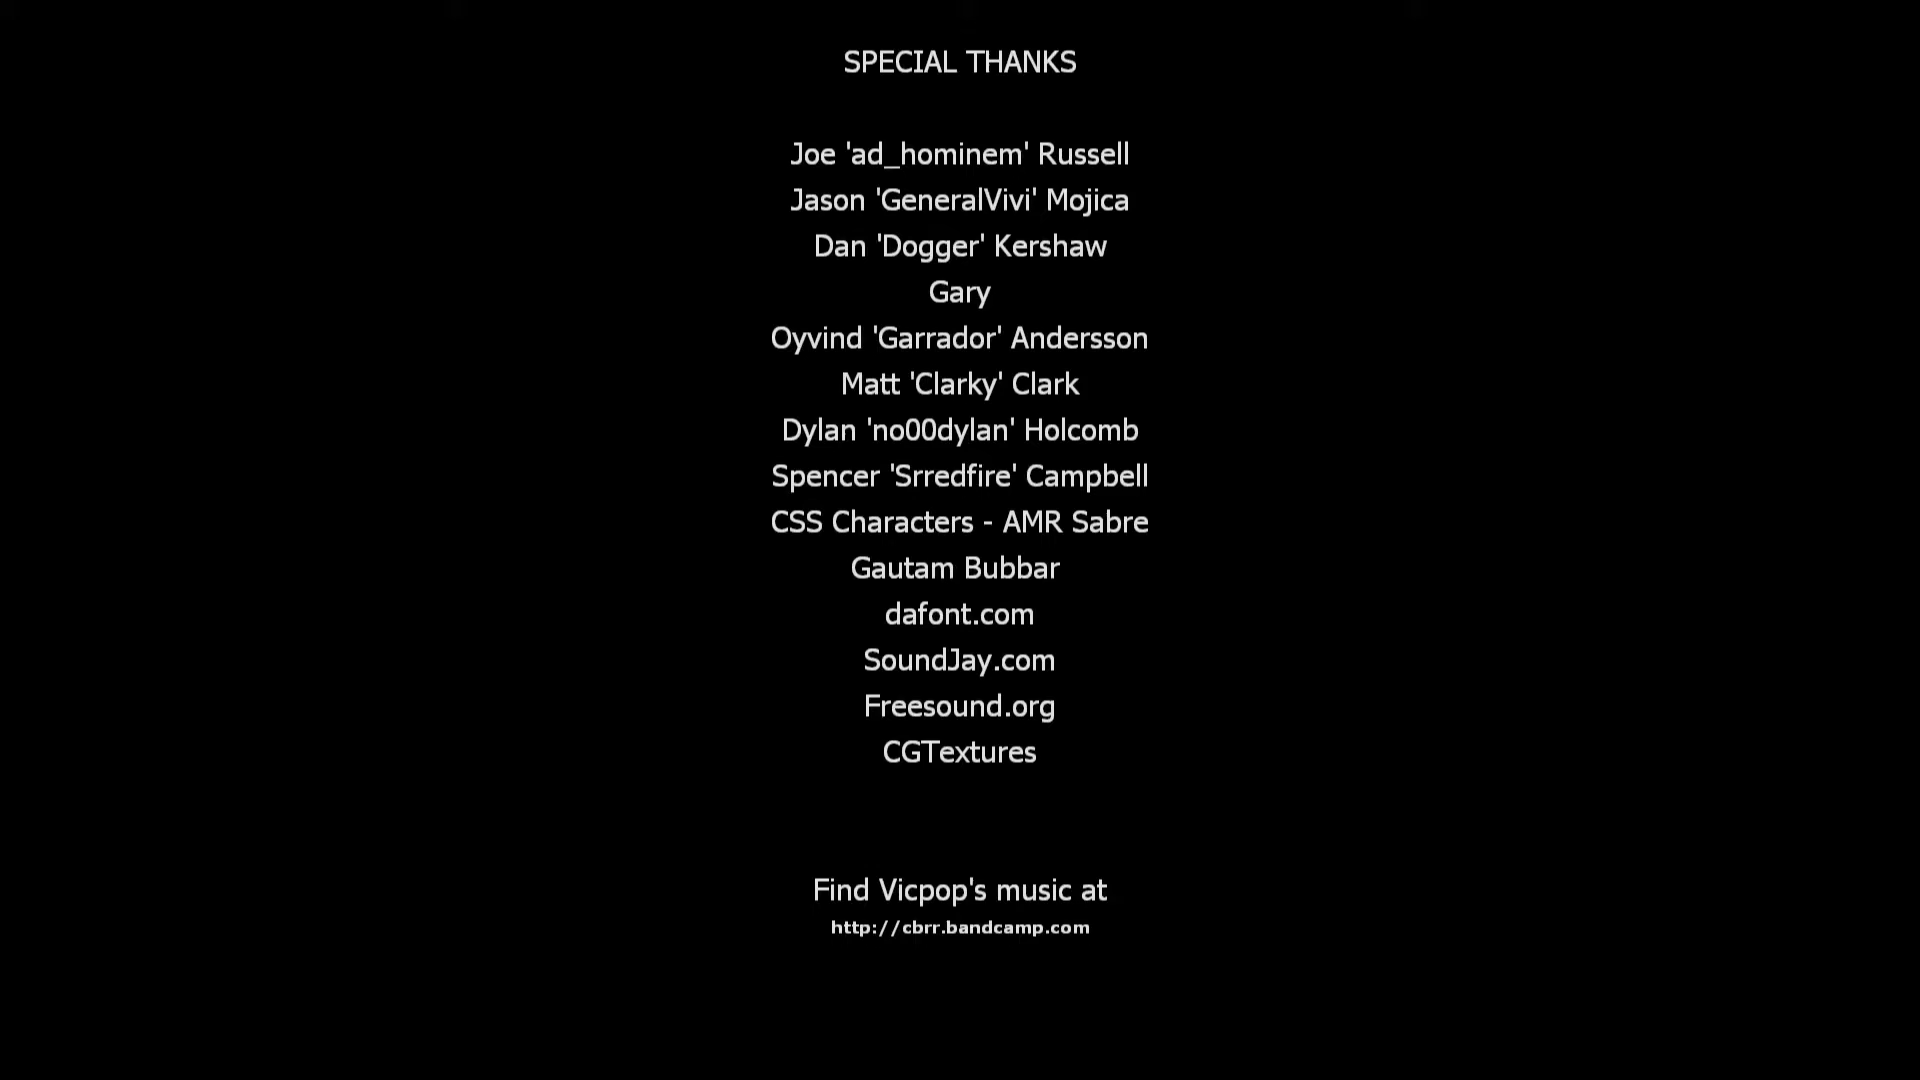 SPECIAL THANKS
Joe 'ad_hominem' Russell
Jason 'GeneralVivi' Mojica
Dan 'Dogger' Kershaw
Gary
Oyvind 'Garrador' Andersson
Matt 'Clarky' Clark
Dylan 'no00dylan' Holcomb
Spencer 'Srredfire' Campbell
CSS Characters - AMR Sabre
Gautam Bubbar
dafont.com
SoundJay.com
Freesound.org
CGTextures
Find Vicpop's music at
http://cbrr.bandcamp.com